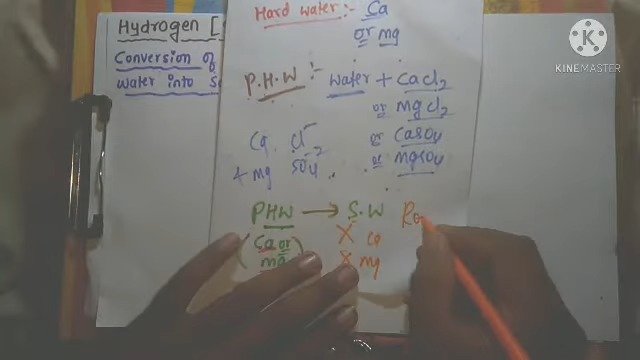 Hydrogen [
Conversion of
water into S
Hard water:- Ca
or mg
P.H.W:- water + CaCl2
or MgCl2
or CaSO4
or MgSO4
Ca Cl-
+ Mg SO4-2
PHW → S.W
(Ca or X Ca
mg X Mg
KINEMASTER